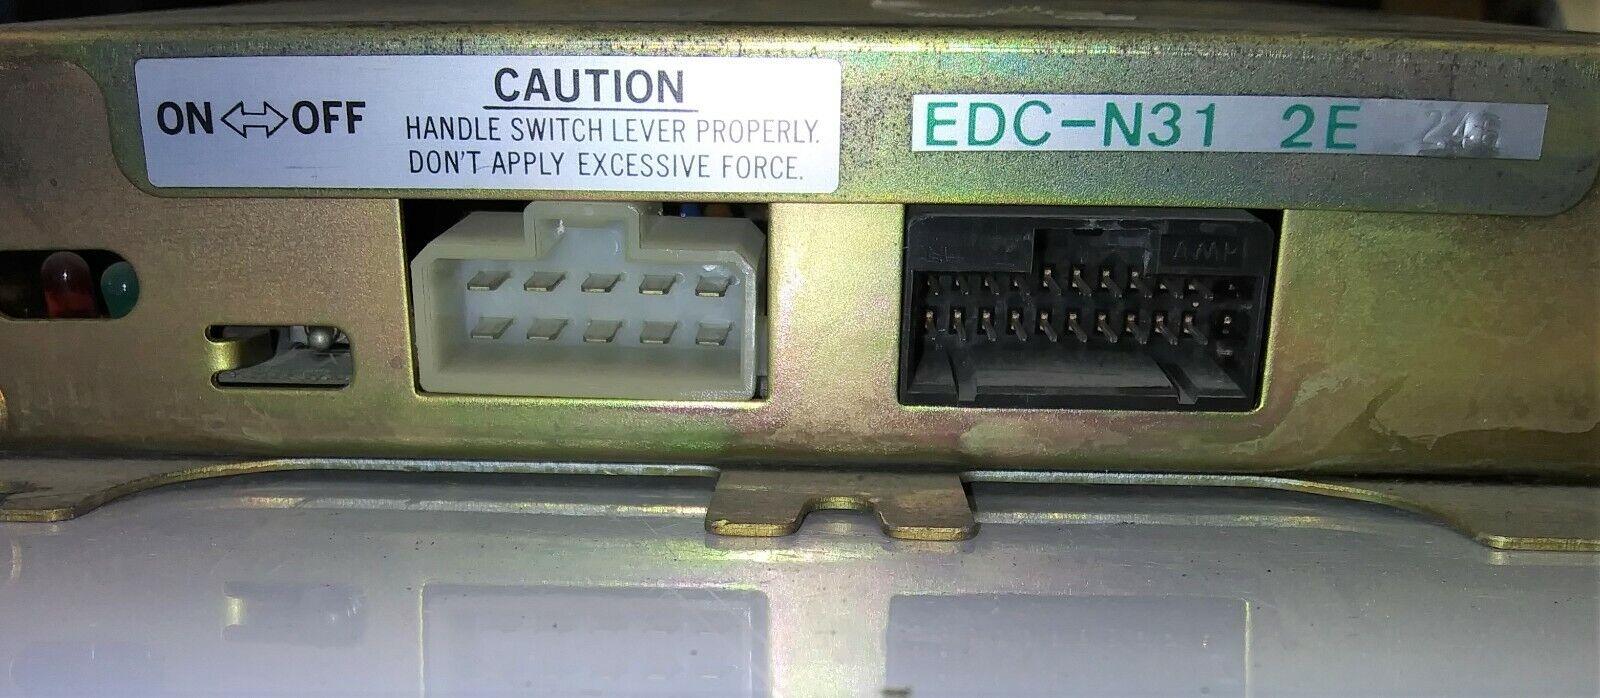 CAUTION
ON ⇔ OFF
HANDLE SWITCH LEVER PROPERLY.
DON'T APPLY EXCESSIVE FORCE.
EDC-N31 2E
AMP